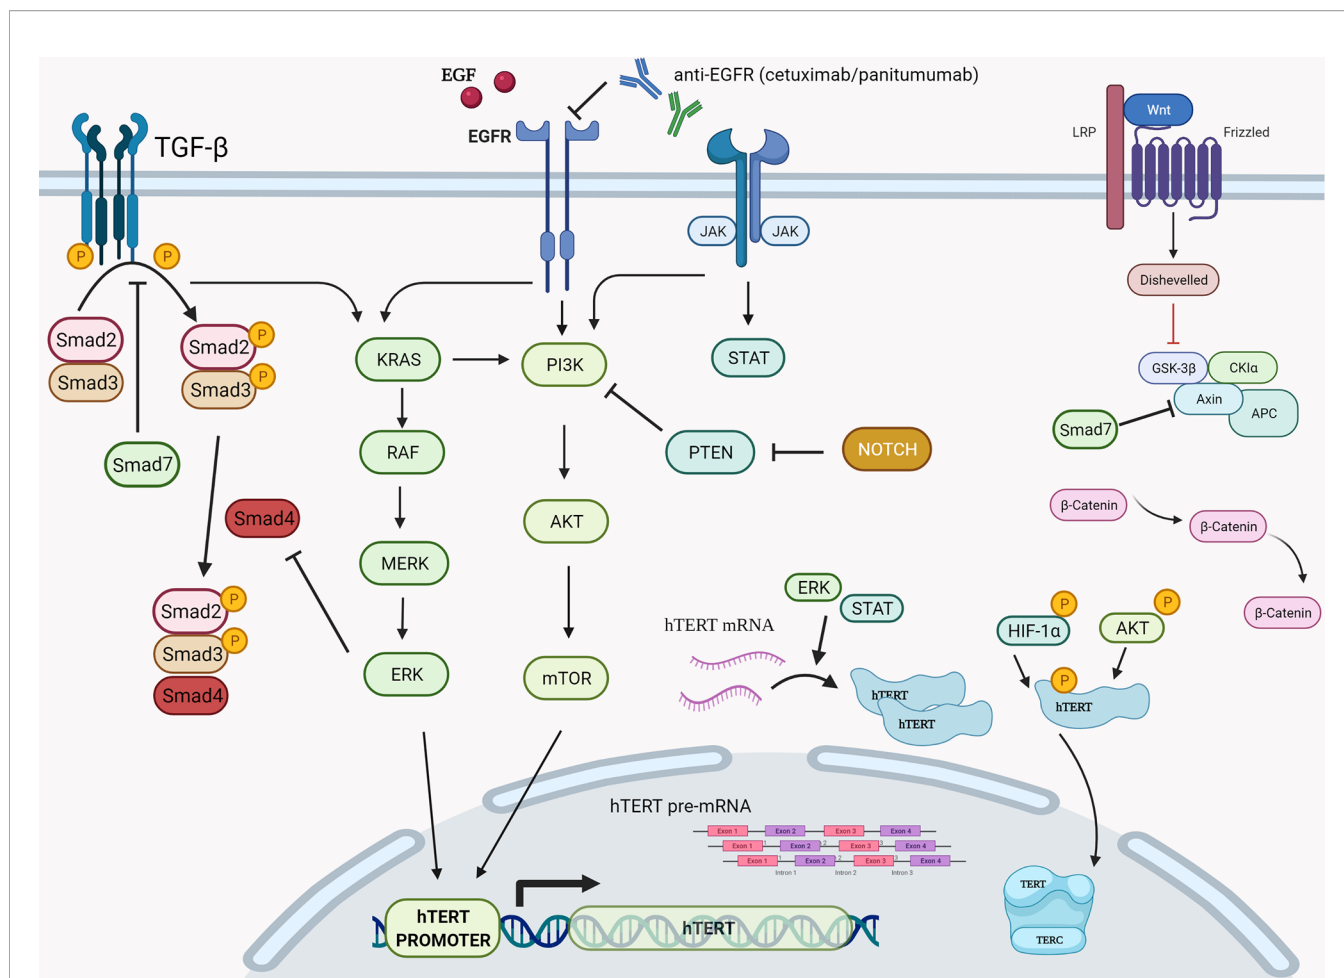 EGF
anti-EGFR (cetuximab/panitumumab)
EGFR
TGF-β
LRP
Wnt
Frizzled
JAK
JAK
P
P
Dishevelled
Smad2
Smad3
Smad2
P
Smad3
P
KRAS
PI3K
STAT
GSK-3β
CKIα
Axin
APC
Smad7
Smad7
RAF
PTEN
NOTCH
Smad4
AKT
β-Catenin
β-Catenin
β-Catenin
MERK
ERK
STAT
Smad2
P
Smad3
P
Smad4
hTERT mRNA
HIF-1α
P
AKT
P
ERK
mTOR
hTERT
hTERT
P
hTERT
hTERT pre-mRNA
Exon 1 Exon 2 Exon 3 Exon 4
Exon 1 Exon 2 Exon 3 Exon 4
Exon 1 Exon 2 Exon 3 Exon 4
Intron 1 Intron 2 Intron 3
TERT
TERC
hTERT
PROMOTER
hTERT